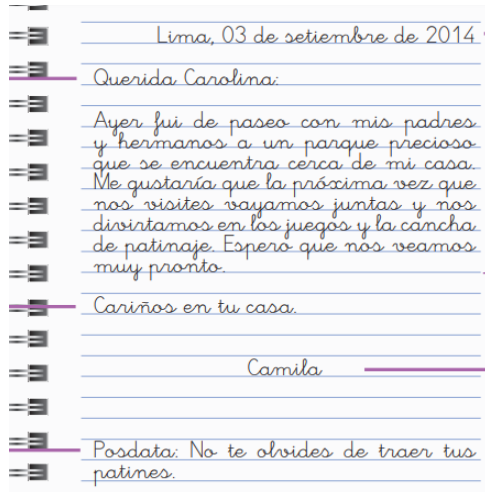 Lima, 03 de setiembre de 2014
Querida Carolina:
Ayer fui de paseo con mis padres
y hermanos a un parque precioso
que se encuentra cerca de mi casa.
Me gustaría que la próxima vez que
nos visites vayamos juntas y nos
divirtamos en los juegos y la cancha
de patinaje. Espero que nos veamos
muy pronto.
Cariños en tu casa.
Camila
Posdata: No te olvides de traer tus
patines.